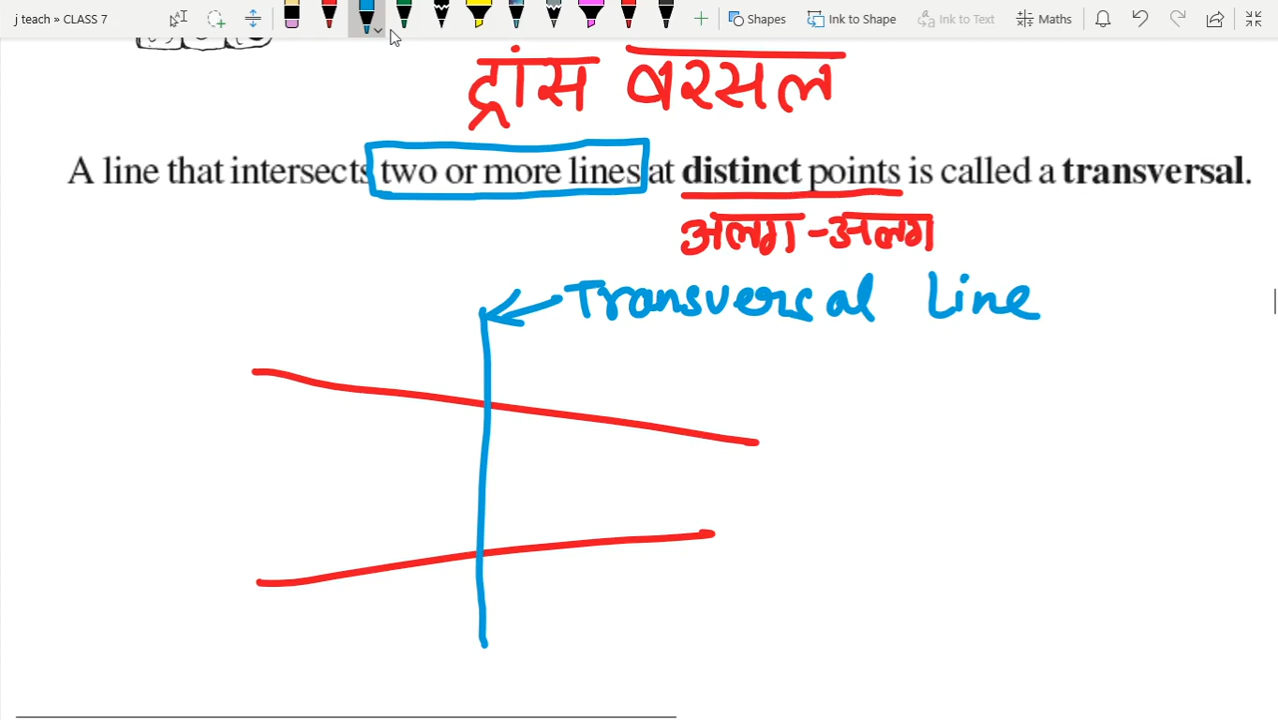 j teach » CLASS 7
Shapes Ink to Shape Ink to Text Maths
ट्रांस बरसल
A line that intersects two or more lines at distinct points is called a transversal.
अलग-अलग
Transversal Line